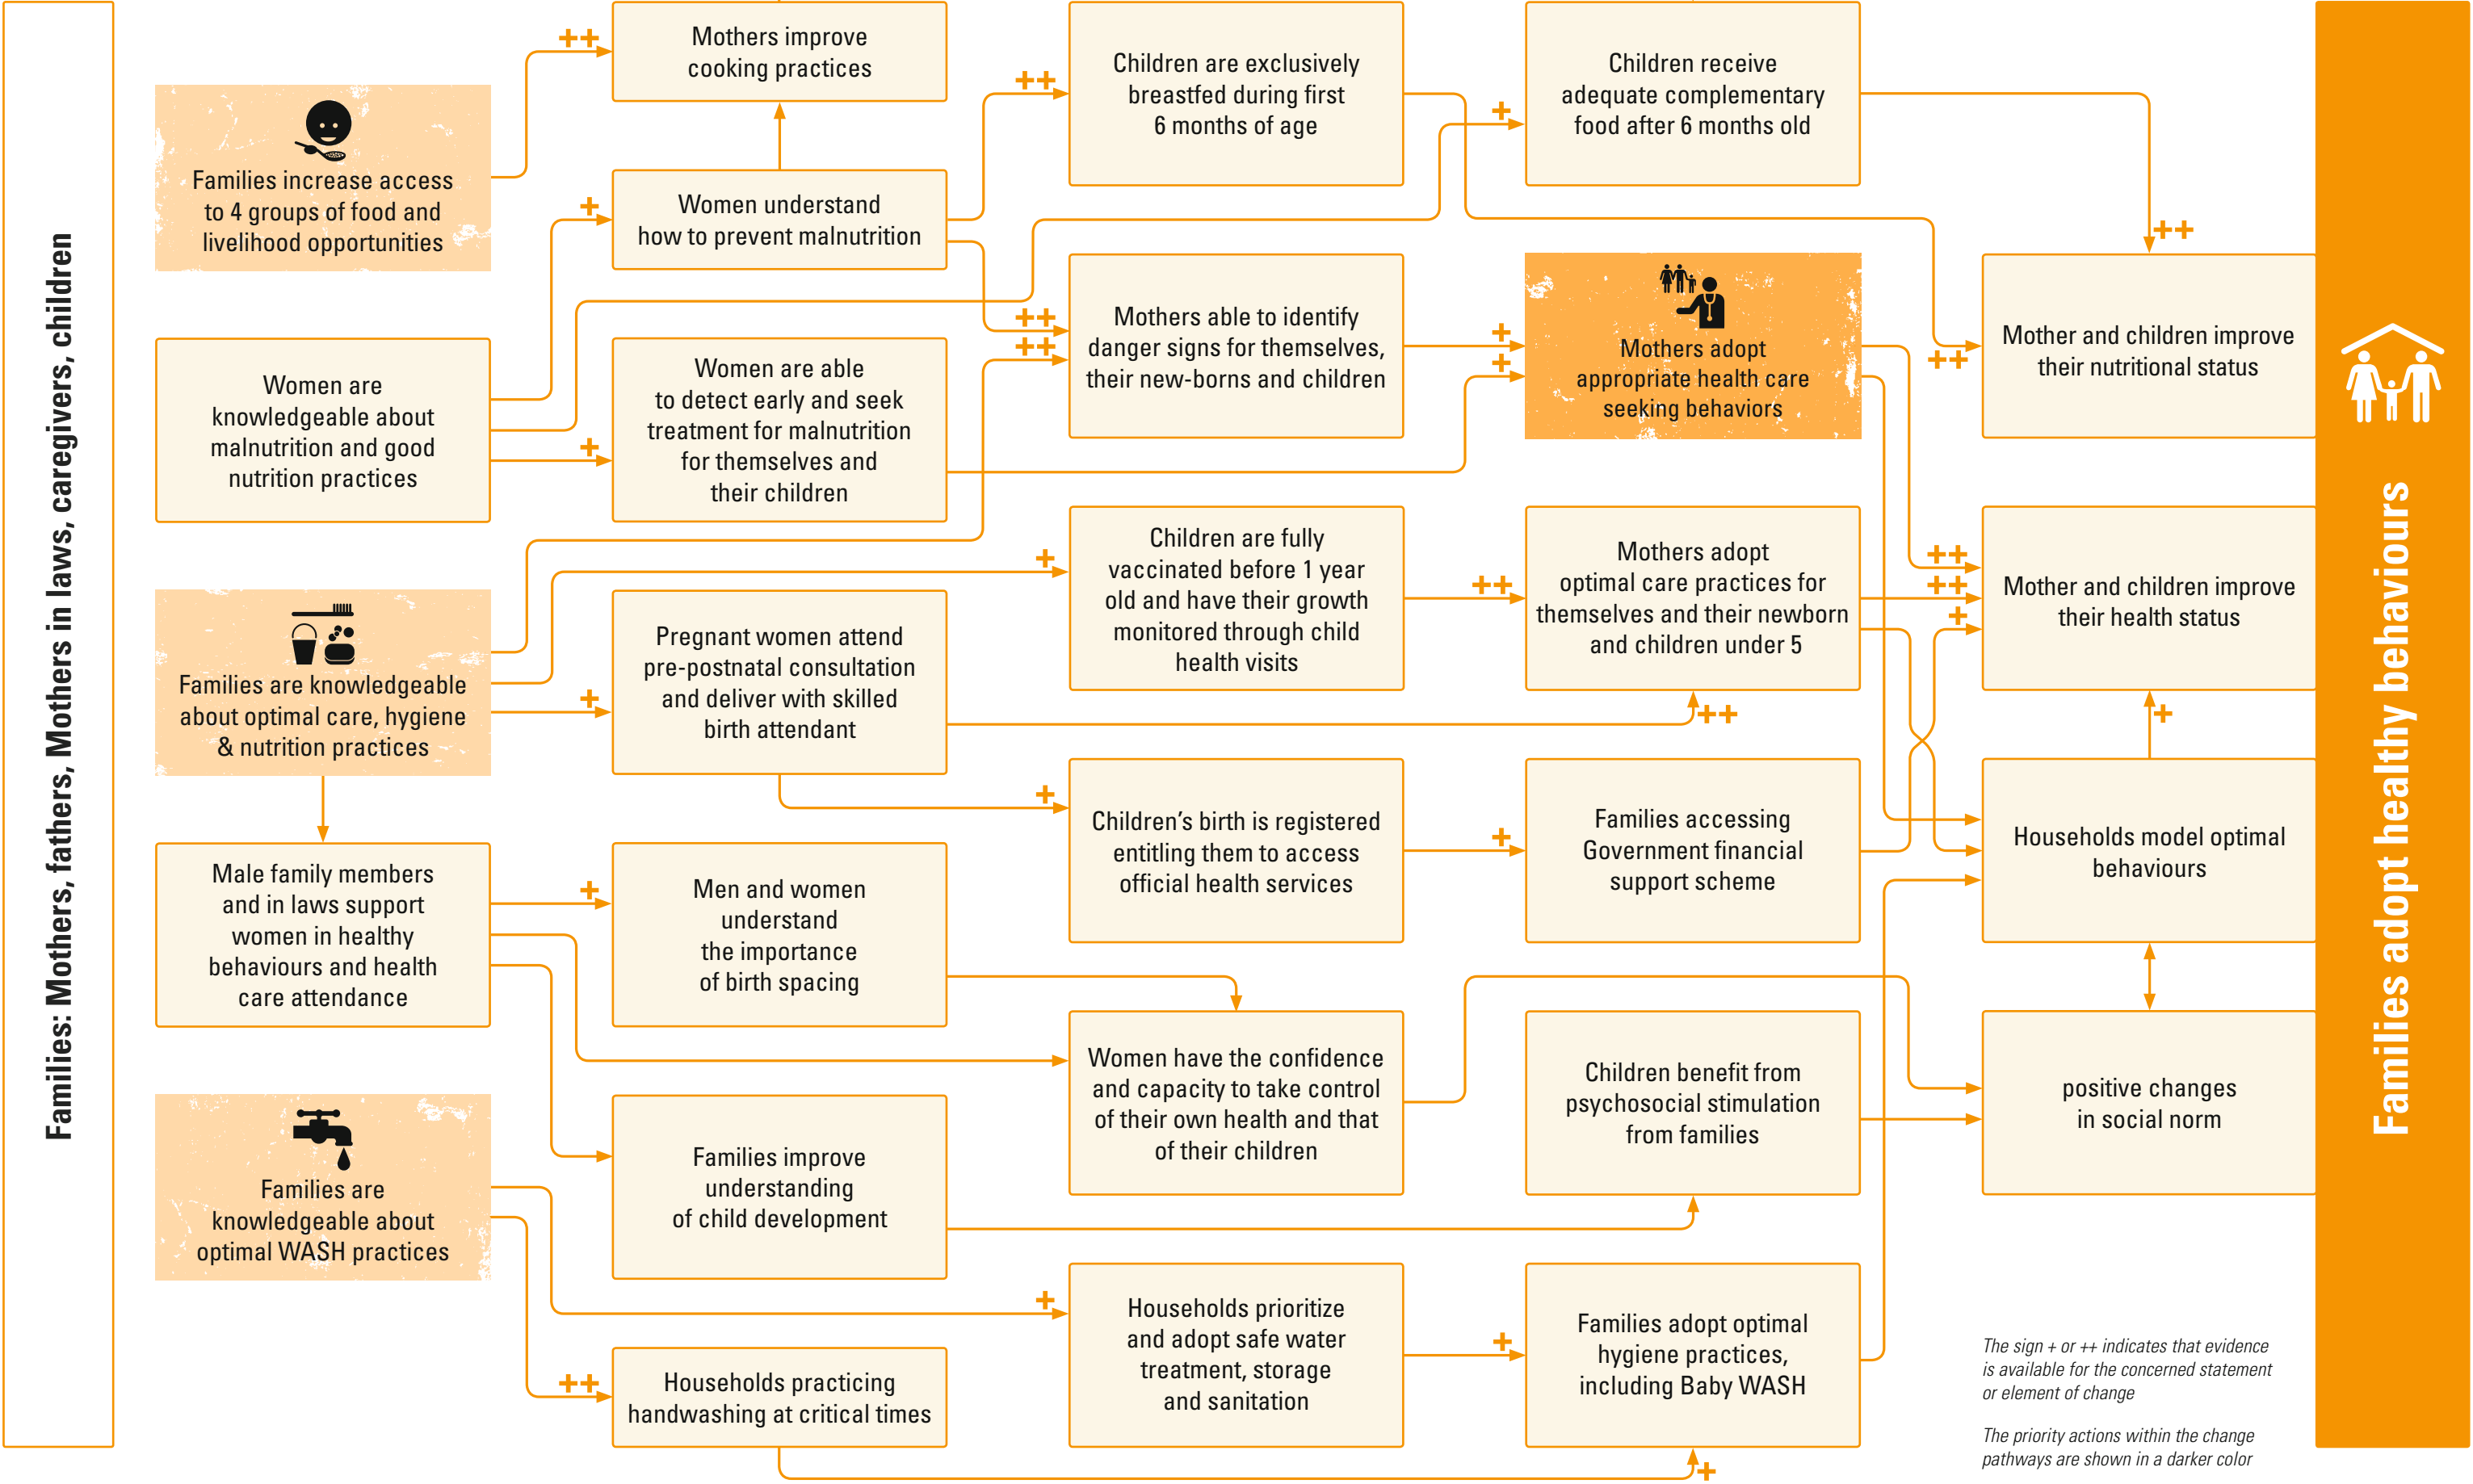 Families: Mothers, fathers, Mothers in laws, caregivers, children
Families increase access
to 4 groups of food and
livelihood opportunities
Women are
knowledgeable about
malnutrition and good
nutrition practices
Families are knowledgeable
about optimal care, hygiene
& nutrition practices
Male family members
and in laws support
women in healthy
behaviours and health
care attendance
Families are
knowledgeable about
optimal WASH practices
++
Mothers improve
cooking practices
+
Women understand
how to prevent malnutrition
+
Women are able
to detect early and seek
treatment for malnutrition
for themselves and
their children
+
Pregnant women attend
pre-postnatal consultation
and deliver with skilled
birth attendant
+
Men and women
understand
the importance
of birth spacing
Families improve
understanding
of child development
++
Households practicing
handwashing at critical times
++
Children are exclusively
breastfed during first
6 months of age
++
++
Mothers able to identify
danger signs for themselves,
their new-borns and children
+
Children are fully
vaccinated before 1 year
old and have their growth
monitored through child
health visits
+
Children's birth is registered
entitling them to access
official health services
Women have the confidence
and capacity to take control
of their own health and that
of their children
+
Households prioritize
and adopt safe water
treatment, storage
and sanitation
+
Children receive
adequate complementary
food after 6 months old
+
+
Mothers adopt
appropriate health care
seeking behaviors
++
Mothers adopt
optimal care practices for
themselves and their newborn
and children under 5
++
+
Families accessing
Government financial
support scheme
Children benefit from
psychosocial stimulation
from families
+
Families adopt optimal
hygiene practices,
including Baby WASH
+
++
++
Mother and children improve
their nutritional status
++
++
+
Mother and children improve
their health status
+
Households model optimal
behaviours
positive changes
in social norm
The sign + or ++ indicates that evidence
is available for the concerned statement
or element of change
The priority actions within the change
pathways are shown in a darker color
Families adopt healthy behaviours